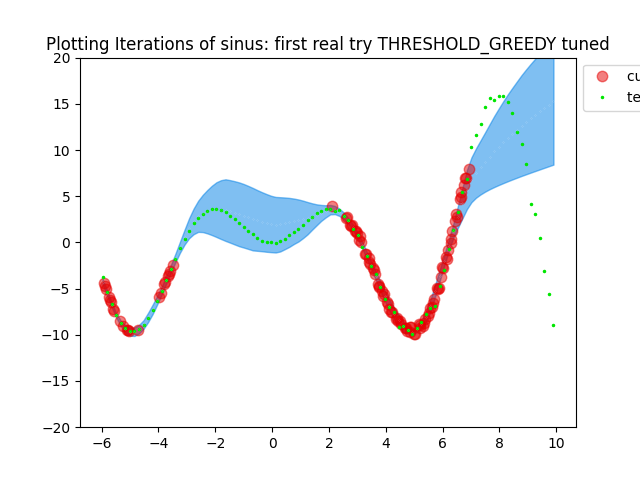 Plotting Iterations of sinus: first real try THRESHOLD_GREEDY tuned
20
15
10
5
0
−5
−10
−15
−20
−6 −4 −2 0 2 4 6 8 10
cu
te